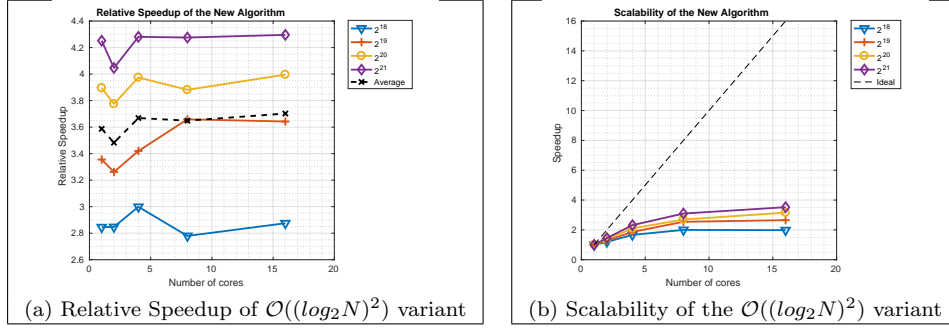 Relative Speedup of the New Algorithm
4.4
4.2
4
3.8
3.6
3.4
3.2
3
2.8
2.6
Relative Speedup
0 5 10 15 20
Number of cores
2^18
2^19
2^20
2^21
Average
(a) Relative Speedup of O((log₂N)²) variant
Scalability of the New Algorithm
16
14
12
10
8
6
4
2
0
Speedup
0 5 10 15 20
Number of cores
2^18
2^19
2^20
2^21
Ideal
(b) Scalability of the O((log₂N)²) variant